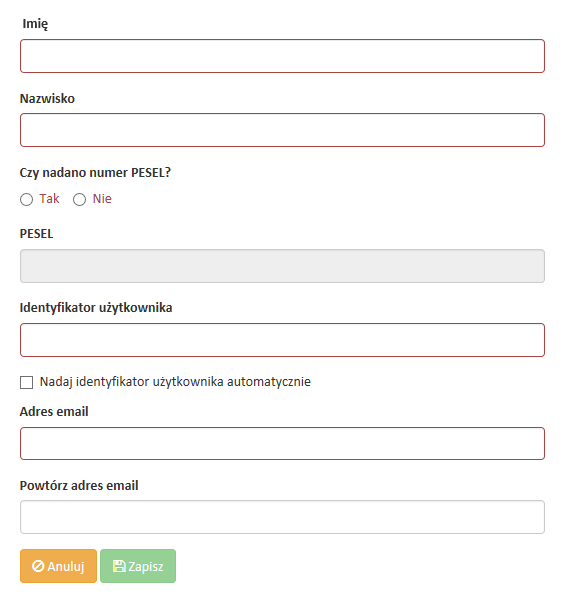 Imię
Nazwisko
Czy nadano numer PESEL?
Tak Nie
PESEL
Identyfikator użytkownika
Nadaj identyfikator użytkownika automatycznie
Adres email
Powtórz adres email
Anuluj Zapisz